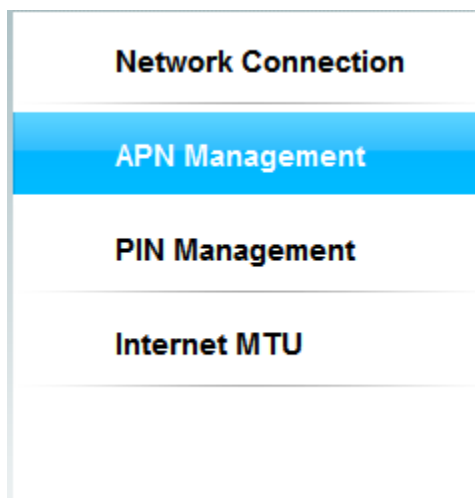 Network Connection
APN Management
PIN Management
Internet MTU